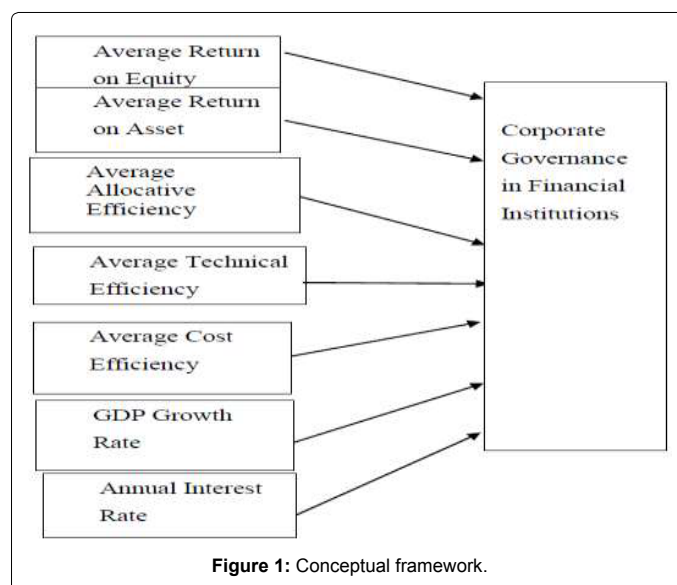 Average Return
on Equity
Average Return
on Asset
Average
Allocative
Efficiency
Average Technical
Efficiency
Average Cost
Efficiency
GDP Growth
Rate
Annual Interest
Rate
Corporate
Governance
in Financial
Institutions
Figure 1: Conceptual framework.